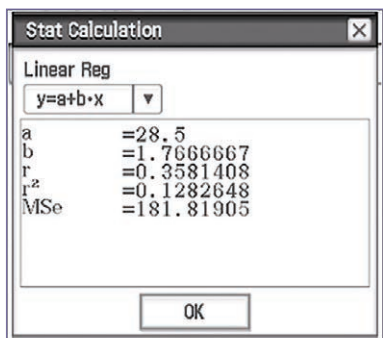 Stat Calculation
Linear Reg
y=a+b·x
a =28.5
b =1.7666667
r =0.3581408
r² =0.1282648
MSe =181.81905
OK